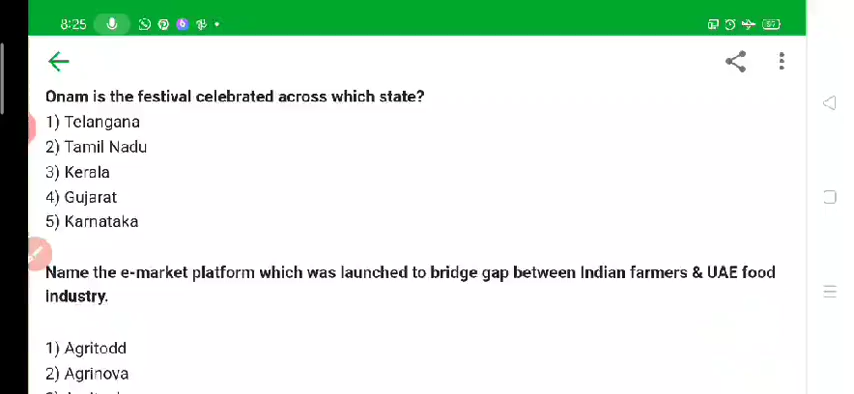 8:25
Onam is the festival celebrated across which state?
1) Telangana
2) Tamil Nadu
3) Kerala
4) Gujarat
5) Karnataka
Name the e-market platform which was launched to bridge gap between Indian farmers & UAE food
industry.
1) Agritodd
2) Agrinova